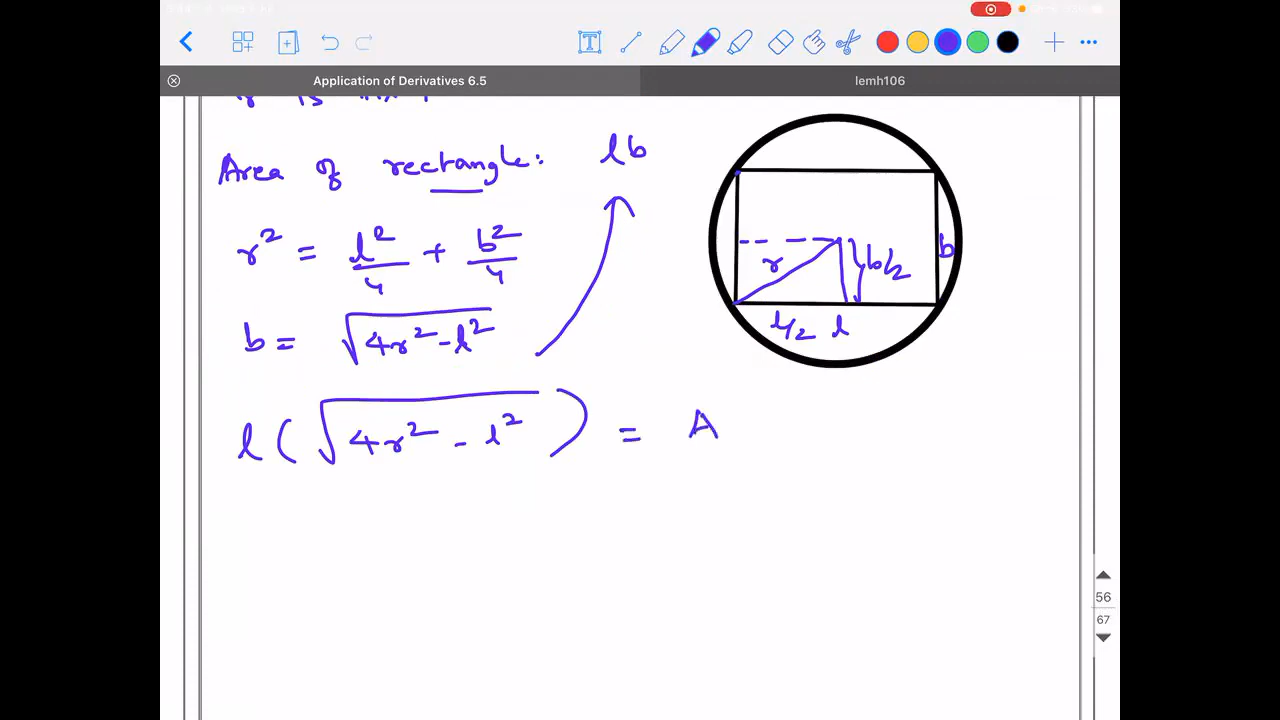 Application of Derivatives 6.5
lemh106
Area of rectangle: lb
r² = l²/4 + b²/4
b = √(4r² - l²)
l(√(4r² - l²)) = A
r
b/2
b
l/2
l
56
67